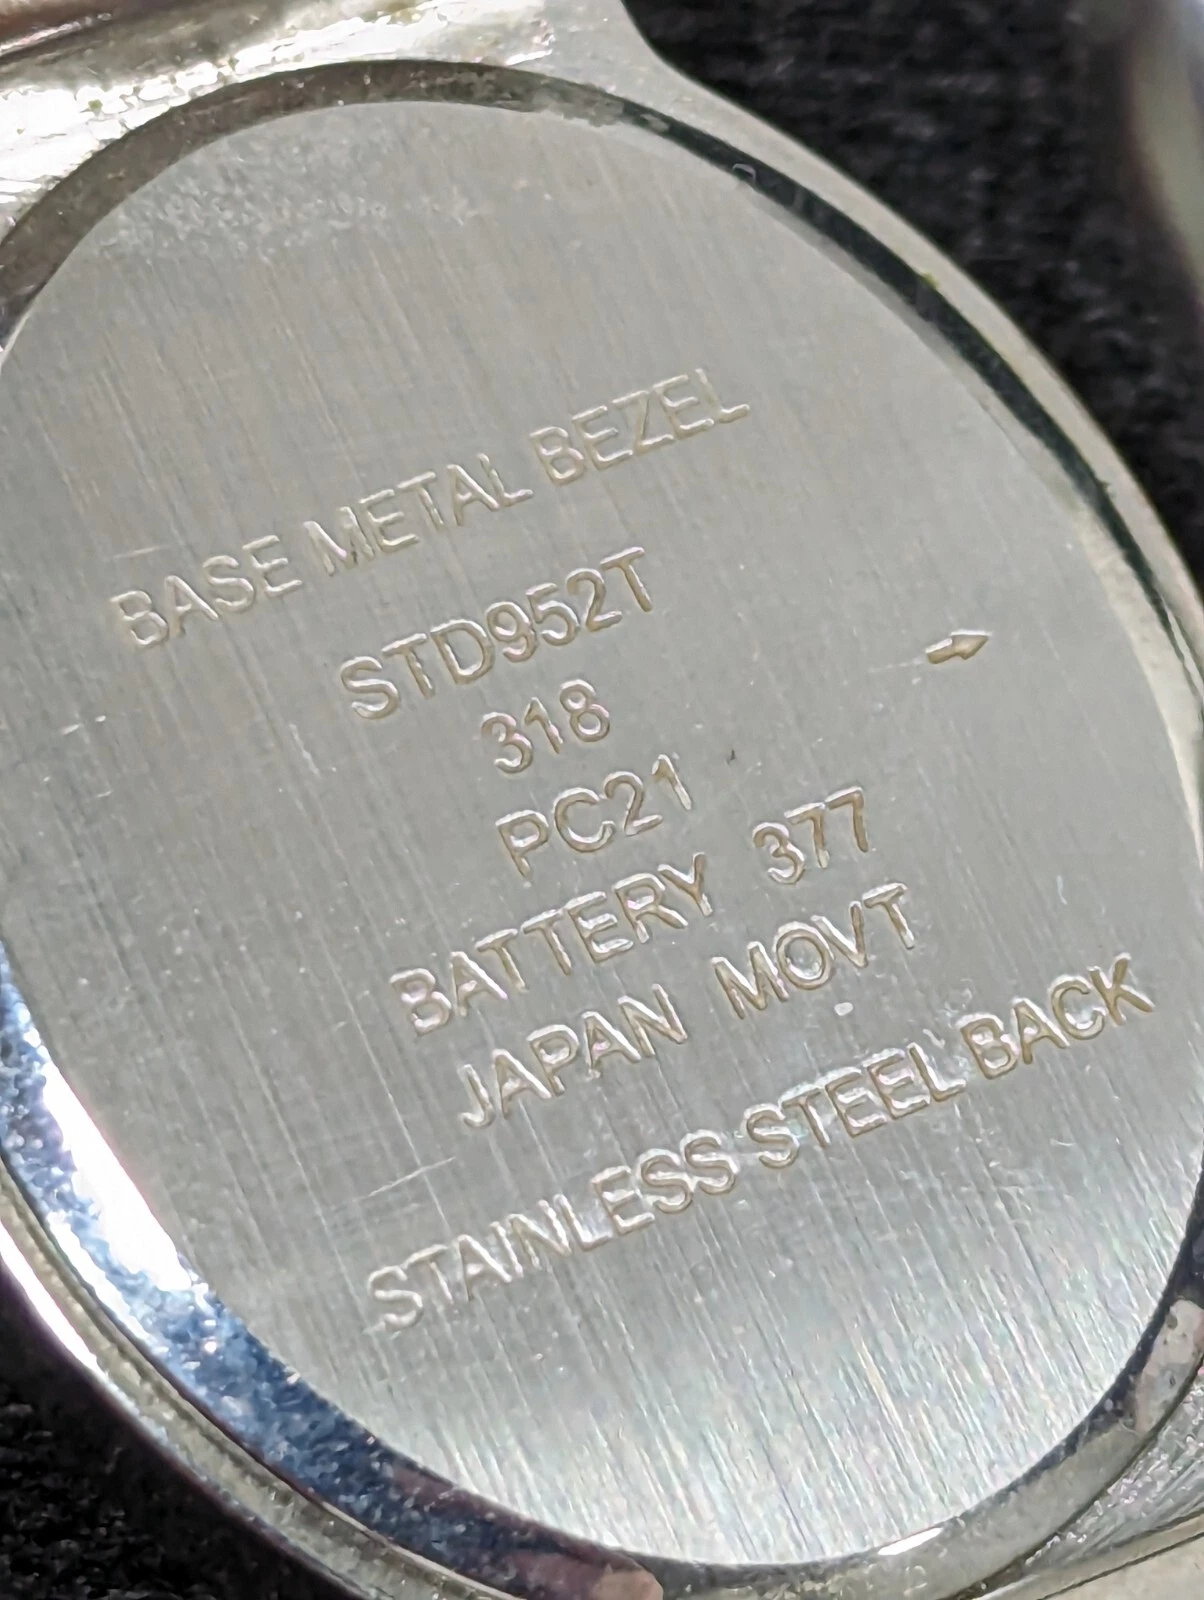 BASE METAL BEZEL
STD952T
318
PC21
BATTERY 377
JAPAN MOVT
STAINLESS STEEL BACK